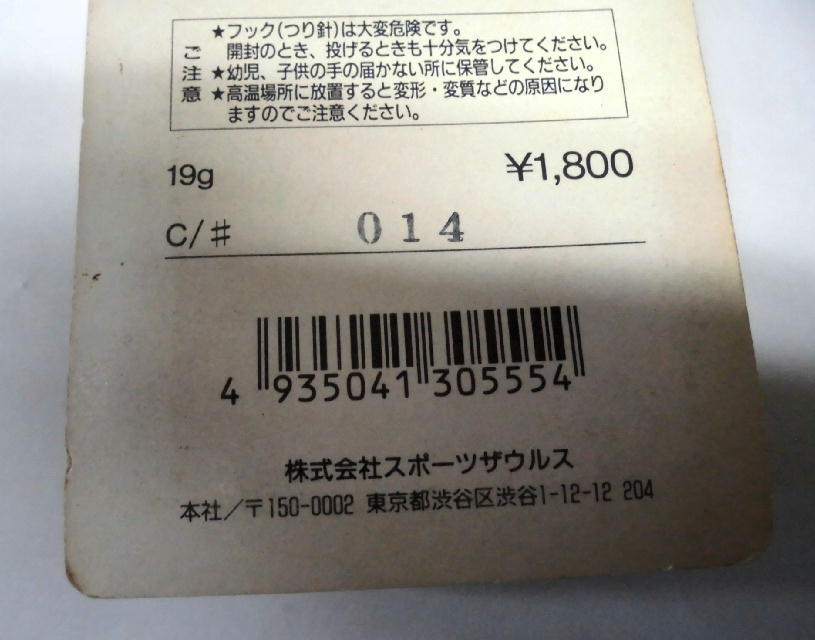 ★フック(つり針)は大変危険です。
開封のとき、投げるときも十分気をつけてください。
ご注意
★幼児、子供の手の届かない所に保管してください。
★高温場所に放置すると変形・変質などの原因になり
ますのでご注意ください。
19g ¥1,800
C/# 014
4 935041 305554
株式会社スポーツザウルス
本社/〒150-0002 東京都渋谷区渋谷1-12-12 204